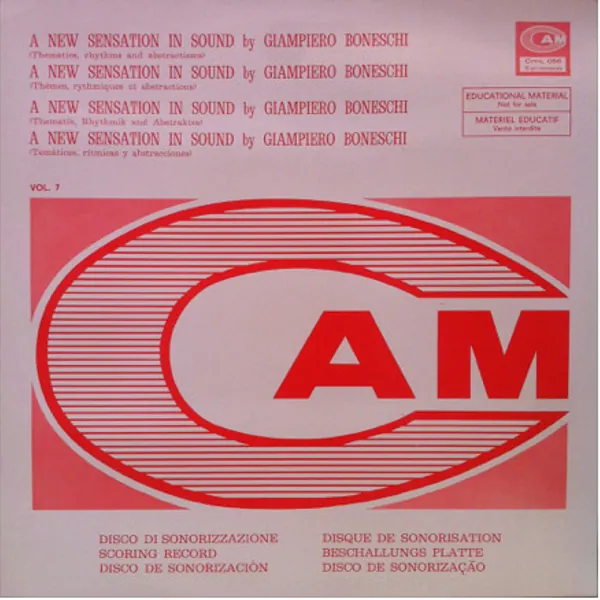 A NEW SENSATION IN SOUND by GIAMPIERO BONESCHI
(Thematics, rhythms and abstractions)
A NEW SENSATION IN SOUND by GIAMPIERO BONESCHI
(Thèmes, rythmiques et abstractions)
A NEW SENSATION IN SOUND by GIAMPIERO BONESCHI
(Thematik, Rhythmik und Abstraktes)
A NEW SENSATION IN SOUND by GIAMPIERO BONESCHI
(Temáticas, rítmicas y abstracciones)
CAM
EDUCATIONAL MATERIAL
Not for sale
MATERIEL EDUCATIF
Vente interdite
VOL. 7
CAM
DISCO DI SONORIZZAZIONE
SCORING RECORD
DISCO DE SONORIZACIÒN
DISQUE DE SONORISATION
BESCHALLUNGS PLATTE
DISCO DE SONORIZAÇÃO